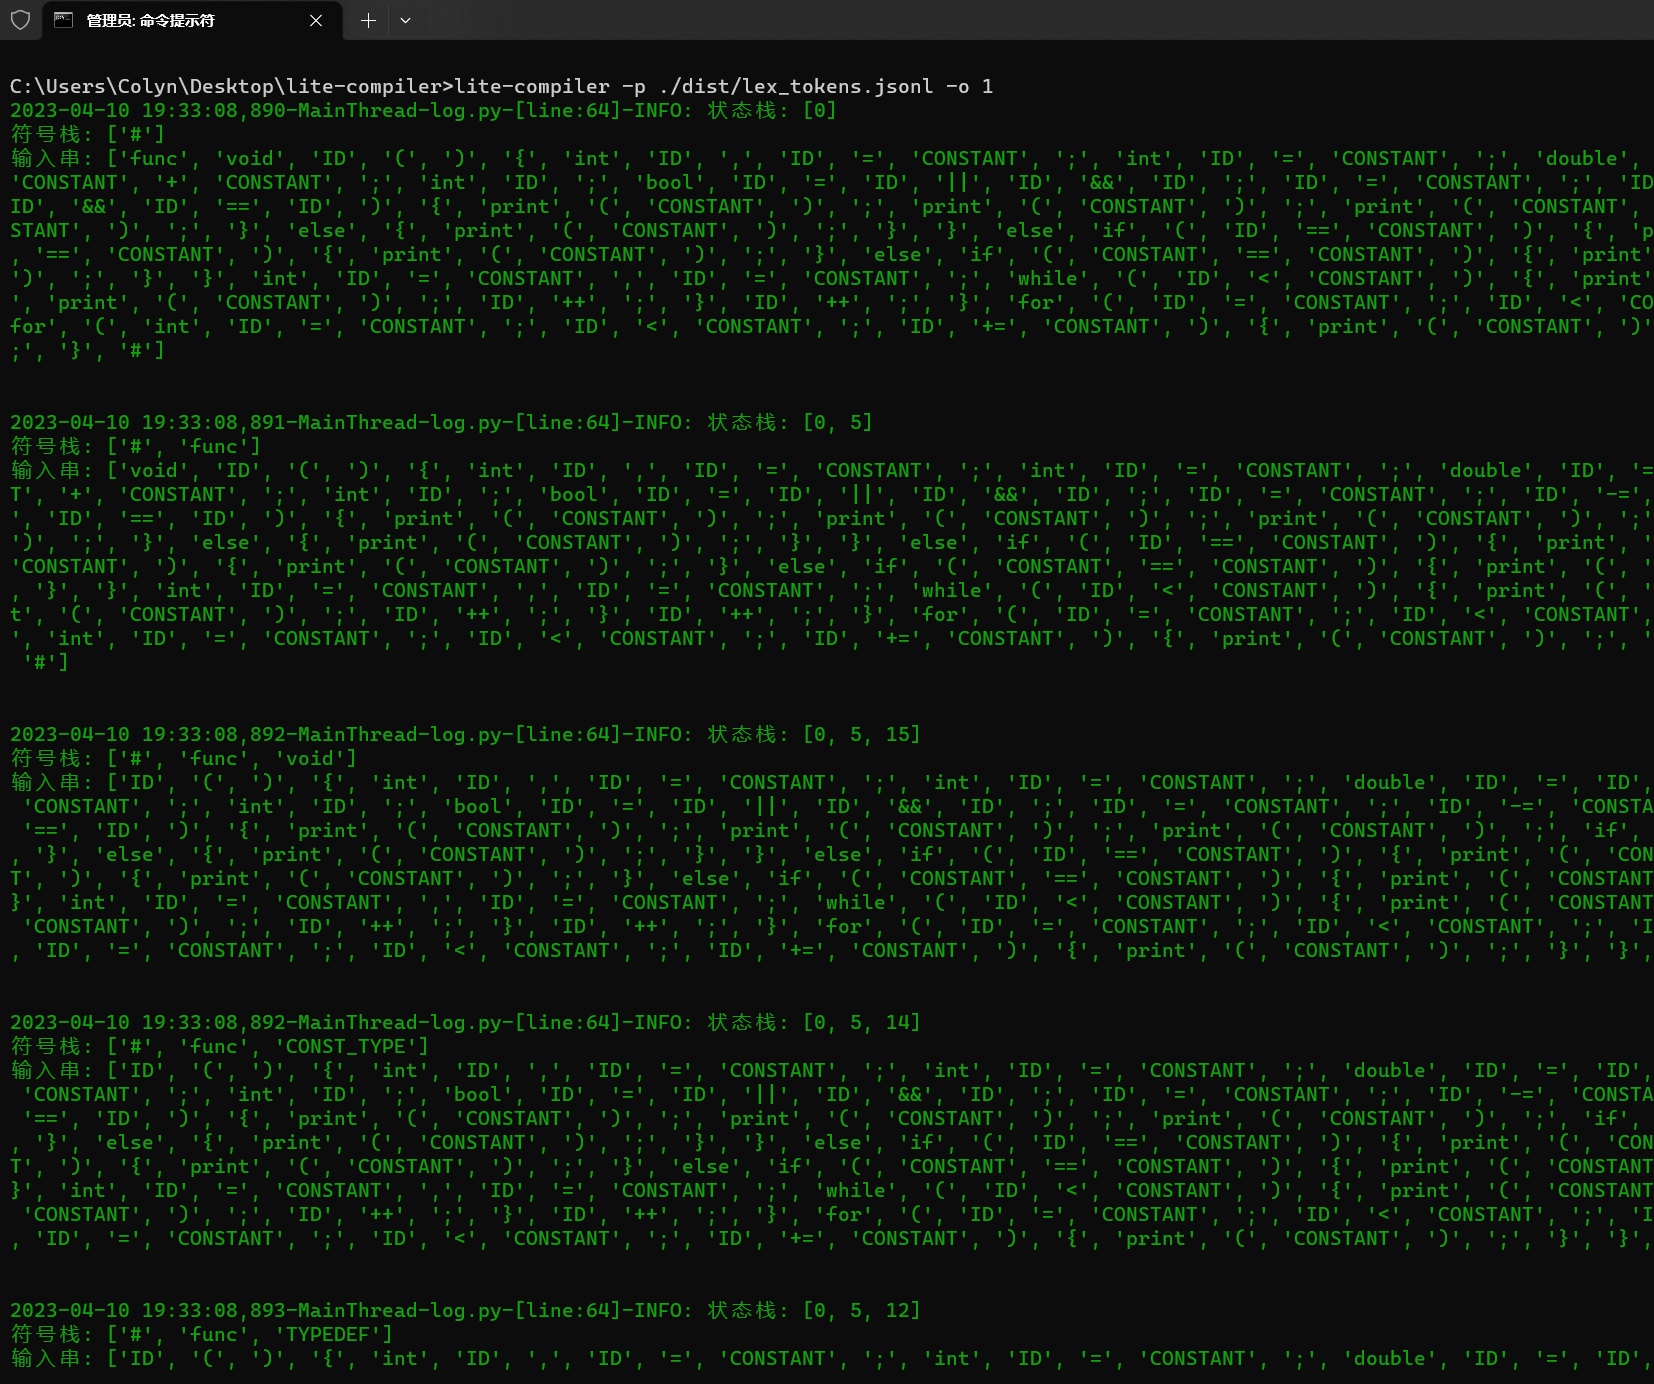 管理员: 命令提示符
C:\Users\Colyn\Desktop\lite-compiler>lite-compiler -p ./dist/lex_tokens.jsonl -o 1
2023-04-10 19:33:08,890-MainThread-log.py-[line:64]-INFO: 状态栈: [0]
符号栈: ['#']
输入串: ['func', 'void', 'ID', '(', ')', '{', 'int', 'ID', ',', 'ID', '=', 'CONSTANT', ';', 'int', 'ID', '=', 'CONSTANT', ';', 'double',
'CONSTANT', '+', 'CONSTANT', ';', 'int', 'ID', ';', 'bool', 'ID', '=', 'ID', '||', 'ID', '&&', 'ID', ';', 'ID', '=', 'CONSTANT', ';', 'ID
ID', '&&', 'ID', '==', 'ID', ')', '{', 'print', '(', 'CONSTANT', ')', ';', 'print', '(', 'CONSTANT', ')', ';', 'print', '(', 'CONSTANT',
STANT', ')', ';', '}', 'else', '{', 'print', '(', 'CONSTANT', ')', ';', '}', '}', 'else', 'if', '(', 'ID', '==', 'CONSTANT', ')', '{', 'p
, '==', 'CONSTANT', ')', '{', 'print', '(', 'CONSTANT', ')', ';', '}', 'else', 'if', '(', 'CONSTANT', '==', 'CONSTANT', ')', '{', 'print'
')', ';', '}', '}', 'int', 'ID', '=', 'CONSTANT', ',', 'ID', '=', 'CONSTANT', ';', 'while', '(', 'ID', '<', 'CONSTANT', ')', '{', 'print'
, 'print', '(', 'CONSTANT', ')', ';', 'ID', '++', ';', '}', 'ID', '++', ';', '}', 'for', '(', 'ID', '=', 'CONSTANT', ';', 'ID', '<', 'CO
for', '(', 'int', 'ID', '=', 'CONSTANT', ';', 'ID', '<', 'CONSTANT', ';', 'ID', '+=', 'CONSTANT', ')', '{', 'print', '(', 'CONSTANT', ')'
;', '}', '#']
2023-04-10 19:33:08,891-MainThread-log.py-[line:64]-INFO: 状态栈: [0, 5]
符号栈: ['#', 'func']
输入串: ['void', 'ID', '(', ')', '{', 'int', 'ID', ',', 'ID', '=', 'CONSTANT', ';', 'int', 'ID', '=', 'CONSTANT', ';', 'double', 'ID', '=
T', '+', 'CONSTANT', ';', 'int', 'ID', ';', 'bool', 'ID', '=', 'ID', '||', 'ID', '&&', 'ID', ';', 'ID', '=', 'CONSTANT', ';', 'ID', '-=',
', 'ID', '==', 'ID', ')', '{', 'print', '(', 'CONSTANT', ')', ';', 'print', '(', 'CONSTANT', ')', ';', 'print', '(', 'CONSTANT', ')', ';'
')', ';', '}', 'else', '{', 'print', '(', 'CONSTANT', ')', ';', '}', '}', 'else', 'if', '(', 'ID', '==', 'CONSTANT', ')', '{', 'print', '
'CONSTANT', ')', '{', 'print', '(', 'CONSTANT', ')', ';', '}', 'else', 'if', '(', 'CONSTANT', '==', 'CONSTANT', ')', '{', 'print', '(', '
, '}', '}', 'int', 'ID', '=', 'CONSTANT', ',', 'ID', '=', 'CONSTANT', ';', 'while', '(', 'ID', '<', 'CONSTANT', ')', '{', 'print', '(', '
t', '(', 'CONSTANT', ')', ';', 'ID', '++', ';', '}', 'ID', '++', ';', '}', 'for', '(', 'ID', '=', 'CONSTANT', ';', 'ID', '<', 'CONSTANT',
', 'int', 'ID', '=', 'CONSTANT', ';', 'ID', '<', 'CONSTANT', ';', 'ID', '+=', 'CONSTANT', ')', '{', 'print', '(', 'CONSTANT', ')', ';', '
'#']
2023-04-10 19:33:08,892-MainThread-log.py-[line:64]-INFO: 状态栈: [0, 5, 15]
符号栈: ['#', 'func', 'void']
输入串: ['ID', '(', ')', '{', 'int', 'ID', ',', 'ID', '=', 'CONSTANT', ';', 'int', 'ID', '=', 'CONSTANT', ';', 'double', 'ID', '=', 'ID',
'CONSTANT', ';', 'int', 'ID', ';', 'bool', 'ID', '=', 'ID', '||', 'ID', '&&', 'ID', ';', 'ID', '=', 'CONSTANT', ';', 'ID', '-=', 'CONSTA
'==', 'ID', ')', '{', 'print', '(', 'CONSTANT', ')', ';', 'print', '(', 'CONSTANT', ')', ';', 'print', '(', 'CONSTANT', ')', ';', 'if',
, '}', 'else', '{', 'print', '(', 'CONSTANT', ')', ';', '}', '}', 'else', 'if', '(', 'ID', '==', 'CONSTANT', ')', '{', 'print', '(', 'CON
T', ')', '{', 'print', '(', 'CONSTANT', ')', ';', '}', 'else', 'if', '(', 'CONSTANT', '==', 'CONSTANT', ')', '{', 'print', '(', 'CONSTANT
}', 'int', 'ID', '=', 'CONSTANT', ',', 'ID', '=', 'CONSTANT', ';', 'while', '(', 'ID', '<', 'CONSTANT', ')', '{', 'print', '(', 'CONSTANT
'CONSTANT', ')', ';', 'ID', '++', ';', '}', 'ID', '++', ';', '}', 'for', '(', 'ID', '=', 'CONSTANT', ';', 'ID', '<', 'CONSTANT', ';', 'I
, 'ID', '=', 'CONSTANT', ';', 'ID', '<', 'CONSTANT', ';', 'ID', '+=', 'CONSTANT', ')', '{', 'print', '(', 'CONSTANT', ')', ';', '}', '}',
2023-04-10 19:33:08,892-MainThread-log.py-[line:64]-INFO: 状态栈: [0, 5, 14]
符号栈: ['#', 'func', 'CONST_TYPE']
输入串: ['ID', '(', ')', '{', 'int', 'ID', ',', 'ID', '=', 'CONSTANT', ';', 'int', 'ID', '=', 'CONSTANT', ';', 'double', 'ID', '=', 'ID',
'CONSTANT', ';', 'int', 'ID', ';', 'bool', 'ID', '=', 'ID', '||', 'ID', '&&', 'ID', ';', 'ID', '=', 'CONSTANT', ';', 'ID', '-=', 'CONSTA
'==', 'ID', ')', '{', 'print', '(', 'CONSTANT', ')', ';', 'print', '(', 'CONSTANT', ')', ';', 'print', '(', 'CONSTANT', ')', ';', 'if',
, '}', 'else', '{', 'print', '(', 'CONSTANT', ')', ';', '}', '}', 'else', 'if', '(', 'ID', '==', 'CONSTANT', ')', '{', 'print', '(', 'CON
T', ')', '{', 'print', '(', 'CONSTANT', ')', ';', '}', 'else', 'if', '(', 'CONSTANT', '==', 'CONSTANT', ')', '{', 'print', '(', 'CONSTANT
}', 'int', 'ID', '=', 'CONSTANT', ',', 'ID', '=', 'CONSTANT', ';', 'while', '(', 'ID', '<', 'CONSTANT', ')', '{', 'print', '(', 'CONSTANT
'CONSTANT', ')', ';', 'ID', '++', ';', '}', 'ID', '++', ';', '}', 'for', '(', 'ID', '=', 'CONSTANT', ';', 'ID', '<', 'CONSTANT', ';', 'I
, 'ID', '=', 'CONSTANT', ';', 'ID', '<', 'CONSTANT', ';', 'ID', '+=', 'CONSTANT', ')', '{', 'print', '(', 'CONSTANT', ')', ';', '}', '}',
2023-04-10 19:33:08,893-MainThread-log.py-[line:64]-INFO: 状态栈: [0, 5, 12]
符号栈: ['#', 'func', 'TYPEDEF']
输入串: ['ID', '(', ')', '{', 'int', 'ID', ',', 'ID', '=', 'CONSTANT', ';', 'int', 'ID', '=', 'CONSTANT', ';', 'double', 'ID', '=', 'ID',